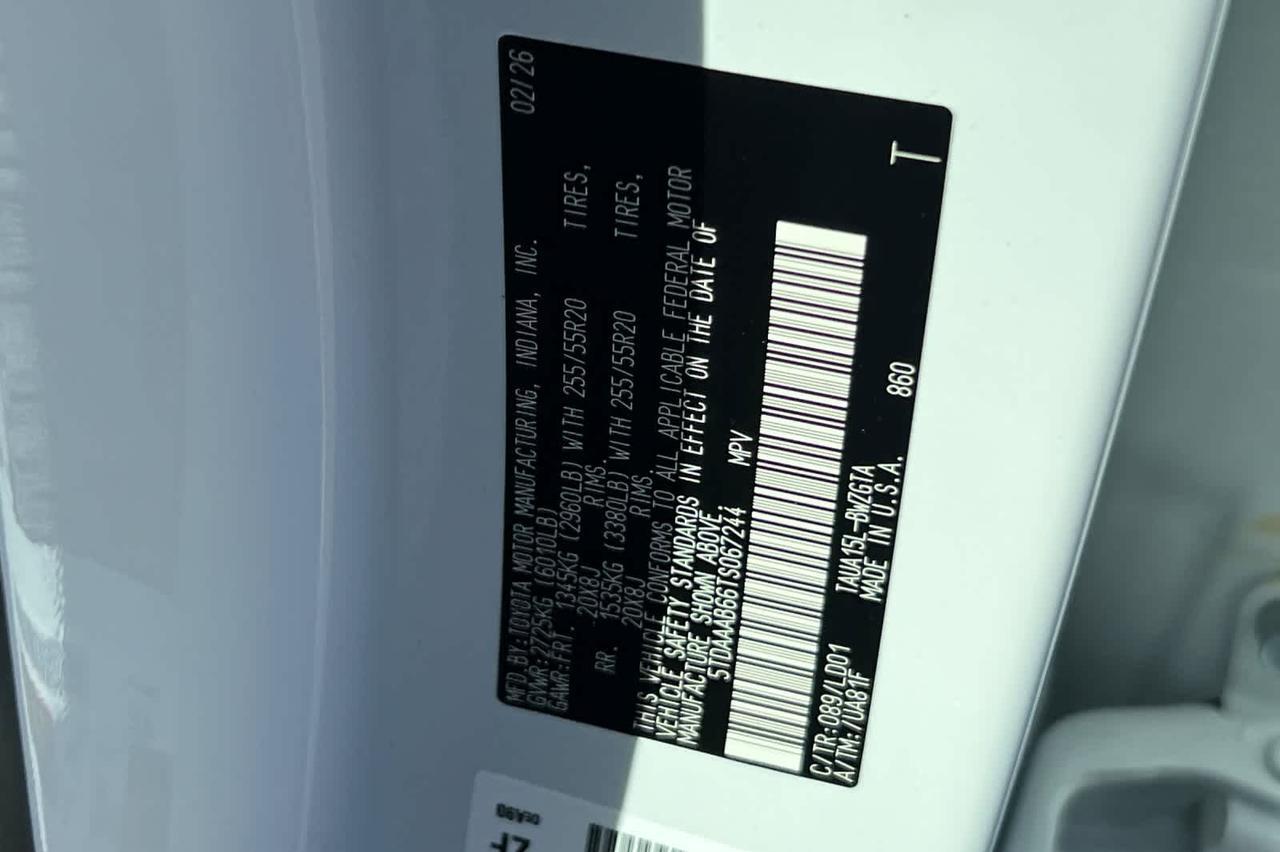 MFD.BY:TOYOTA MOTOR MANUFACTURING, INDIANA, INC. 02/26
GVWR:2725KG (6010LB)
GAWR:FRT. 1345KG (2960LB) WITH 255/55R20 TIRES,
20X8J RIMS.
RR. 1535KG (3380LB) WITH 255/55R20 TIRES,
20X8J RIMS.
THIS VEHICLE CONFORMS TO ALL APPLICABLE FEDERAL MOTOR
VEHICLE SAFETY STANDARDS IN EFFECT ON THE DATE OF
MANUFACTURE SHOWN ABOVE.
5TDAAAB66TS067244 MPV
C/TR:089/LD01 TAUA15L-BWZGTA
A/TM:/UA81F MADE IN U.S.A. 860 T